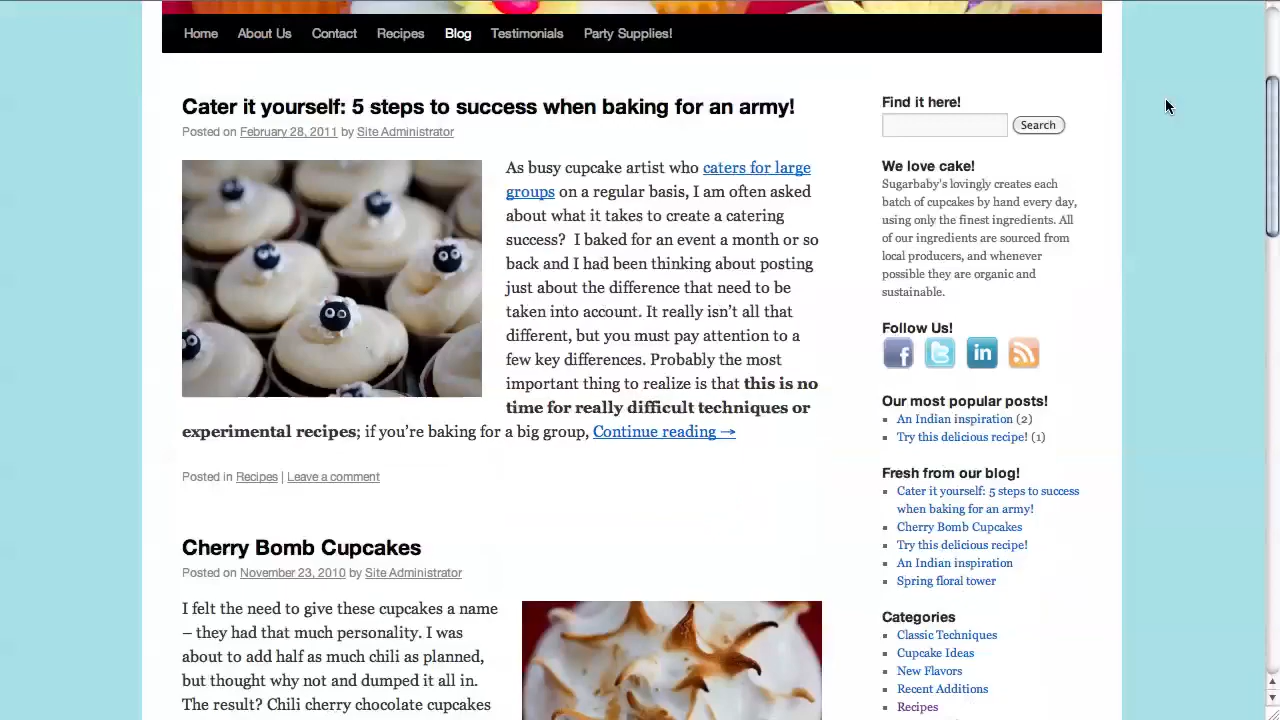 Home About Us Contact Recipes Blog Testimonials Party Supplies!
Cater it yourself: 5 steps to success when baking for an army!
Posted on February 28, 2011 by Site Administrator
As busy cupcake artist who caters for large
groups on a regular basis, I am often asked
about what it takes to create a catering
success?  I baked for an event a month or so
back and I had been thinking about posting
just about the difference that need to be
taken into account. It really isn’t all that
different, but you must pay attention to a
few key differences. Probably the most
important thing to realize is that this is no
time for really difficult techniques or
experimental recipes; if you’re baking for a big group, Continue reading →
Posted in Recipes | Leave a comment
Cherry Bomb Cupcakes
Posted on November 23, 2010 by Site Administrator
I felt the need to give these cupcakes a name
– they had that much personality. I was
about to add half as much chili as planned,
but thought why not and dumped it all in.
The result? Chili cherry chocolate cupcakes
Find it here!
Search
We love cake!
Sugarbaby's lovingly creates each
batch of cupcakes by hand every day,
using only the finest ingredients. All
of our ingredients are sourced from
local producers, and whenever
possible they are organic and
sustainable.
Follow Us!
Our most popular posts!
An Indian inspiration (2)
Try this delicious recipe! (1)
Fresh from our blog!
Cater it yourself: 5 steps to success
when baking for an army!
Cherry Bomb Cupcakes
Try this delicious recipe!
An Indian inspiration
Spring floral tower
Categories
Classic Techniques
Cupcake Ideas
New Flavors
Recent Additions
Recipes